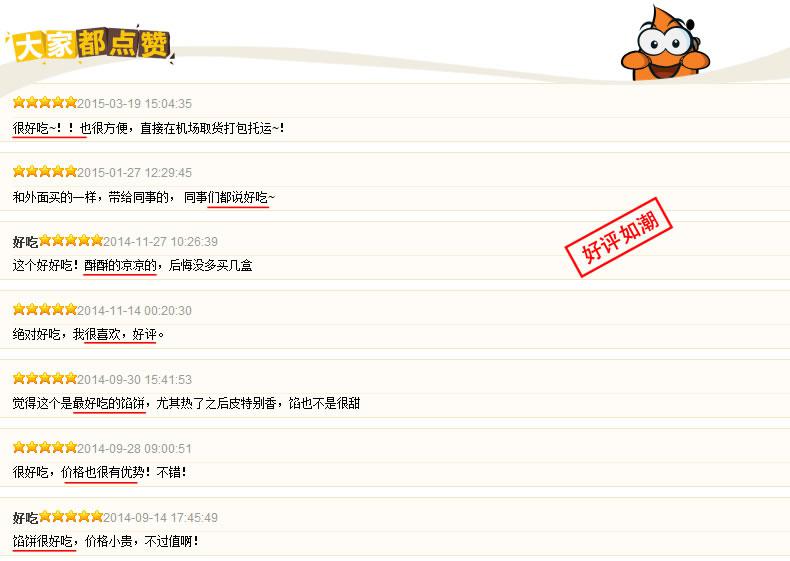 大家都点赞
2015-03-19 15:04:35
很好吃~！！也很方便，直接在机场取货打包托运~！
2015-01-27 12:29:45
和外面买的一样，带给同事的， 同事们都说好吃~
好吃2014-11-27 10:26:39
这个好好吃！酥酥的凉凉的，后悔没多买几盒
好评如潮
2014-11-14 00:20:30
绝对好吃，我很喜欢，好评。
2014-09-30 15:41:53
觉得这个是最好吃的馅饼，尤其热了之后皮特别香，馅也不是很甜
2014-09-28 09:00:51
很好吃，价格也很有优势！不错！
好吃2014-09-14 17:45:49
馅饼很好吃，价格小贵，不过值啊！